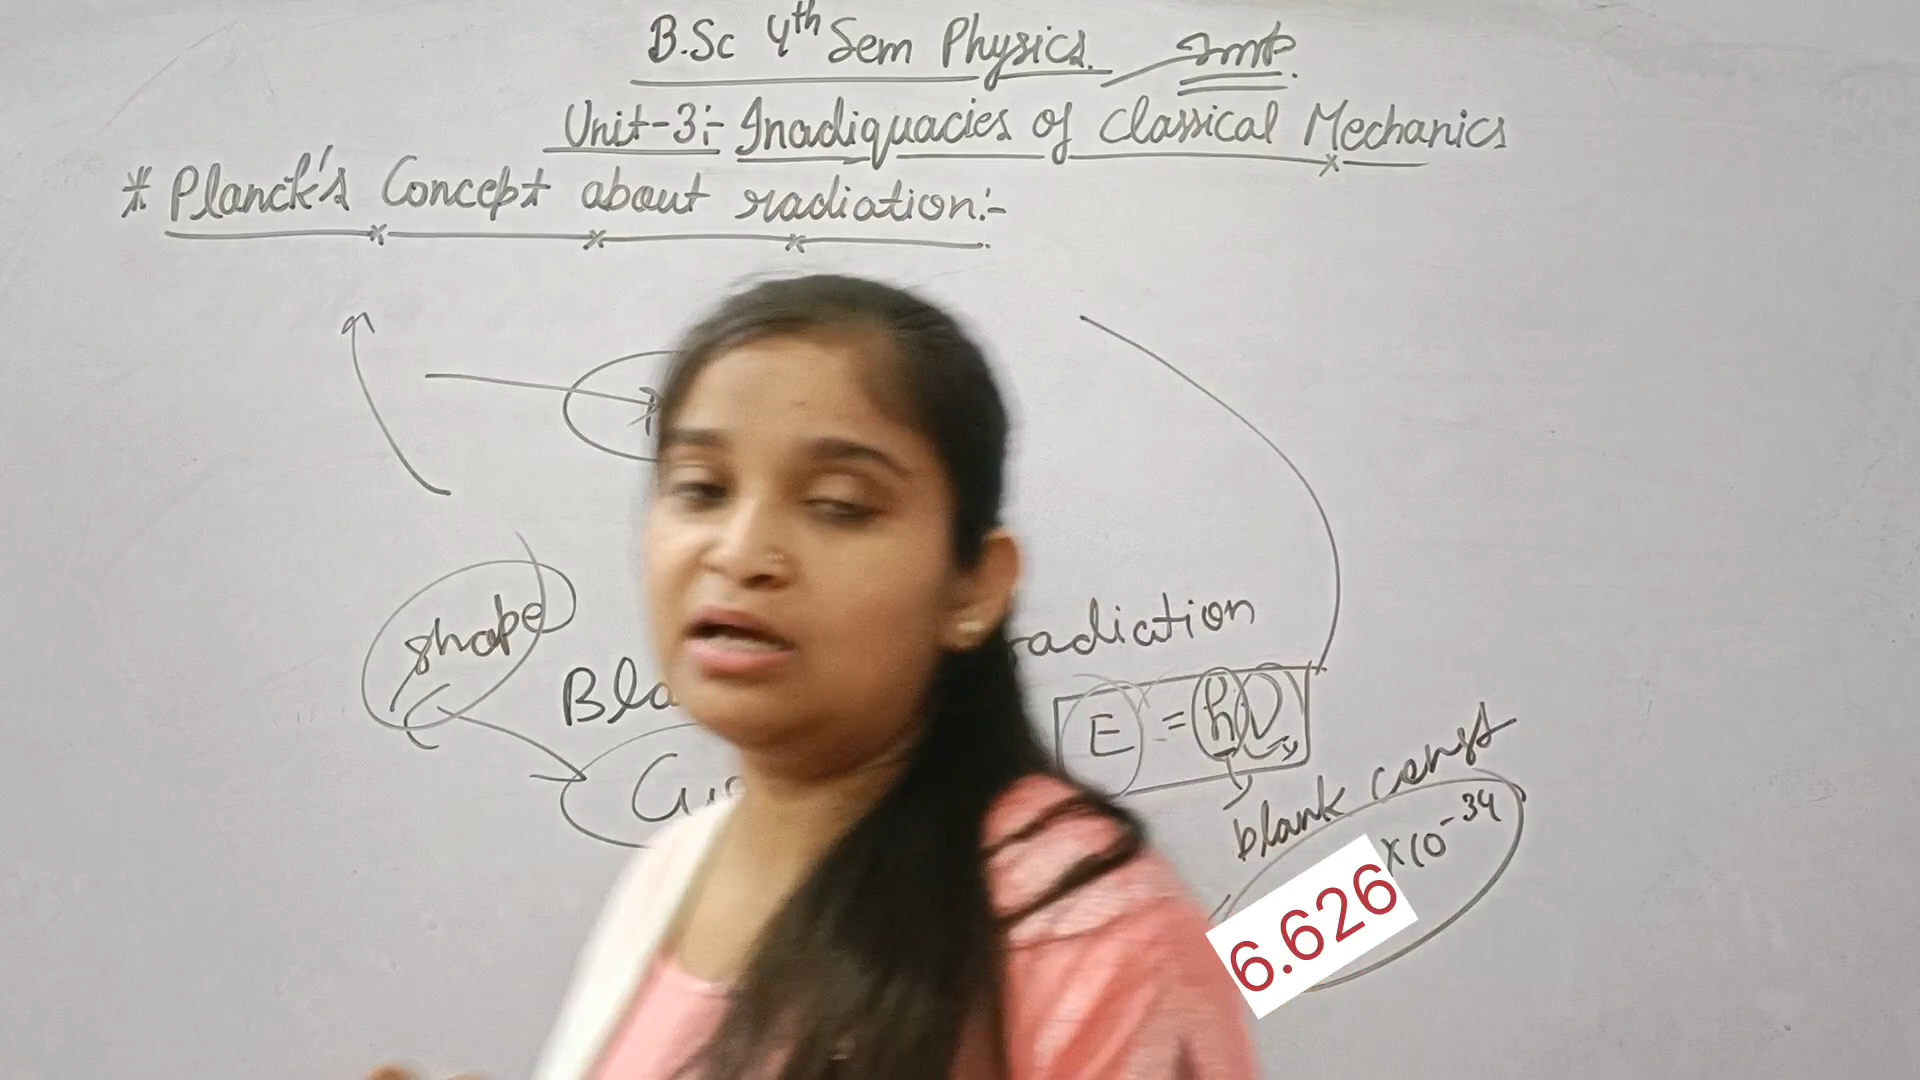 B.Sc 4th Sem Physics. Imp.
Unit-3:- Inadiquacies of Classical Mechanics
* Planck's Concept about radiation:-
shape
radiation
E = hν
blank const
6.626 ×10⁻³⁴